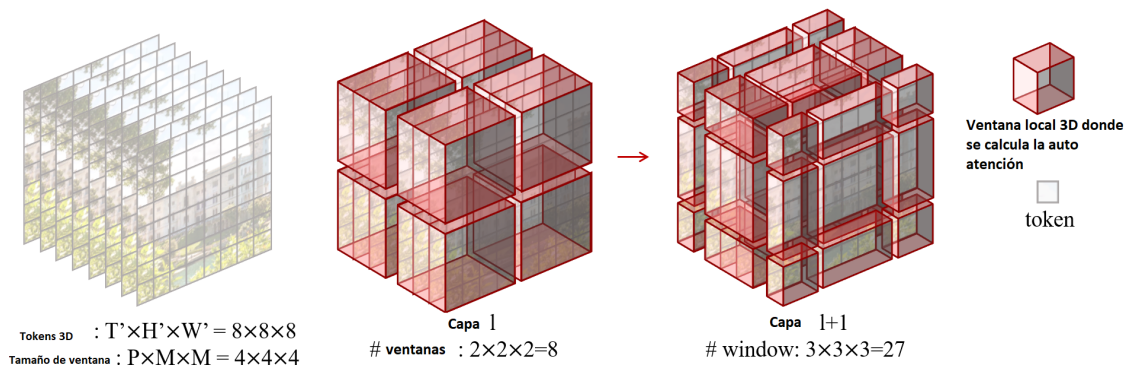 Tokens 3D : T’×H’×W’ = 8×8×8
Tamaño de ventana : P×M×M = 4×4×4
Capa l
# ventanas : 2×2×2=8
Capa l+1
# window: 3×3×3=27
Ventana local 3D donde
se calcula la auto
atención
token